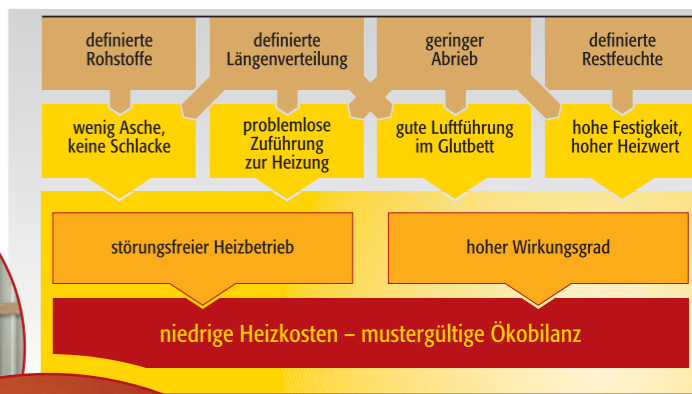 definierte
Rohstoffe
definierte
Längenverteilung
geringer
Abrieb
definierte
Restfeuchte
wenig Asche,
keine Schlacke
problemlose
Zuführung
zur Heizung
gute Luftführung
im Glutbett
hohe Festigkeit,
hoher Heizwert
störungsfreier Heizbetrieb
hoher Wirkungsgrad
niedrige Heizkosten – mustergültige Ökobilanz